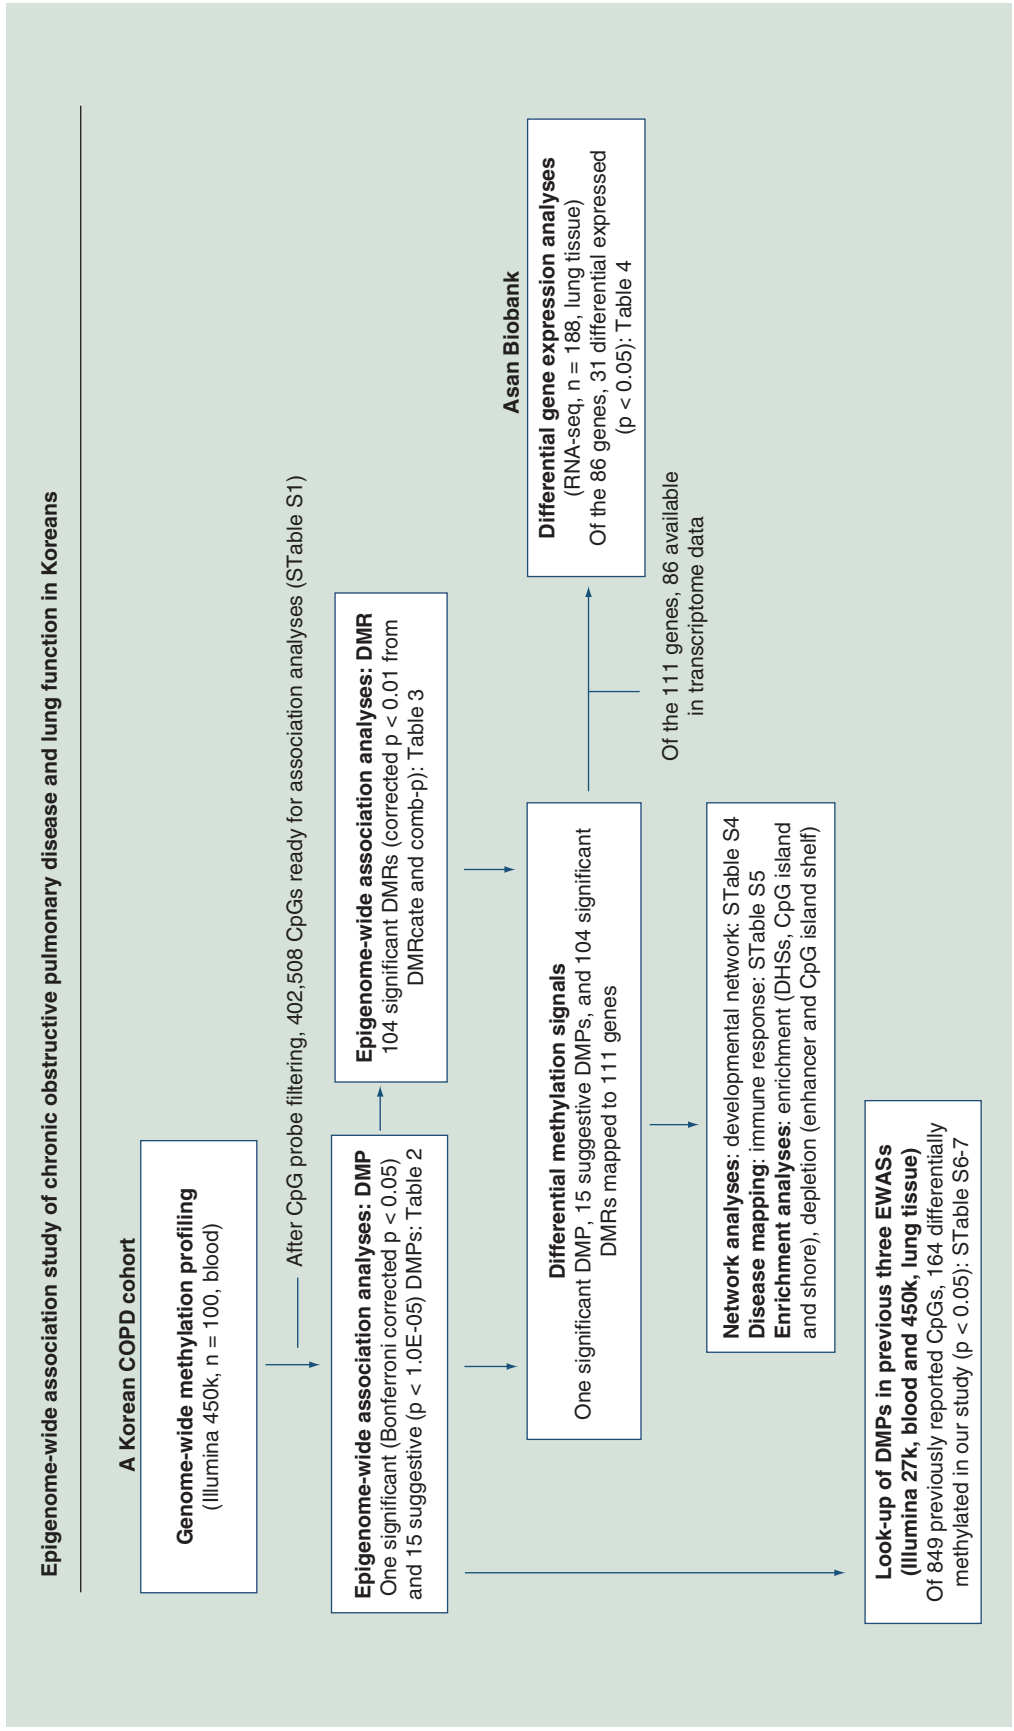 Epigenome-wide association study of chronic obstructive pulmonary disease and lung function in Koreans
A Korean COPD cohort
Genome-wide methylation profiling
(Illumina 450k, n = 100, blood)
After CpG probe filtering, 402,508 CpGs ready for association analyses (STable S1)
Epigenome-wide association analyses: DMP
One significant (Bonferroni corrected p < 0.05)
and 15 suggestive (p < 1.0E-05) DMPs: Table 2
Epigenome-wide association analyses: DMR
104 significant DMRs (corrected p < 0.01 from
DMRcate and comb-p): Table 3
Differential methylation signals
One significant DMP, 15 suggestive DMPs, and 104 significant
DMRs mapped to 111 genes
Of the 111 genes, 86 available
in transcriptome data
Asan Biobank
Differential gene expression analyses
(RNA-seq, n = 188, lung tissue)
Of the 86 genes, 31 differential expressed
(p < 0.05): Table 4
Network analyses: developmental network: STable S4
Disease mapping: immune response: STable S5
Enrichment analyses: enrichment (DHSs, CpG island
and shore), depletion (enhancer and CpG island shelf)
Look-up of DMPs in previous three EWASs
(Illumina 27k, blood and 450k, lung tissue)
Of 849 previously reported CpGs, 164 differentially
methylated in our study (p < 0.05): STable S6-7